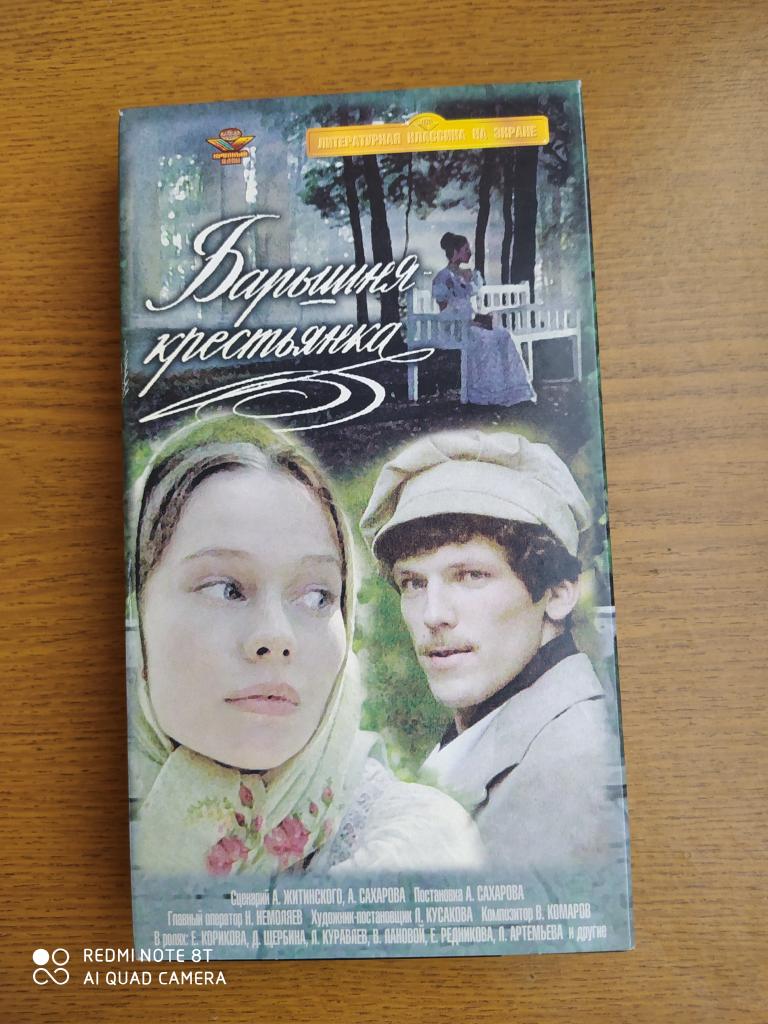 ЛИТЕРАТУРНАЯ КЛАССИКА НА ЭКРАНЕ
Барышня-
крестьянка
Сценарий А. ЖИТИНСКОГО, А. САХАРОВА Постановка А. САХАРОВА
Главный оператор Н. НЕМОЛЯЕВ Художник-постановщик Л. КУСАКОВА Композитор В. КОМАРОВ
В ролях: Е. КОРИКОВА, Д. ЩЕРБИНА, Л. КУРАВЛЕВ, В. ЛАНОВОЙ, Е. РЕДНИКОВА, Л. АРТЕМЬЕВА и другие
REDMI NOTE 8T
AI QUAD CAMERA